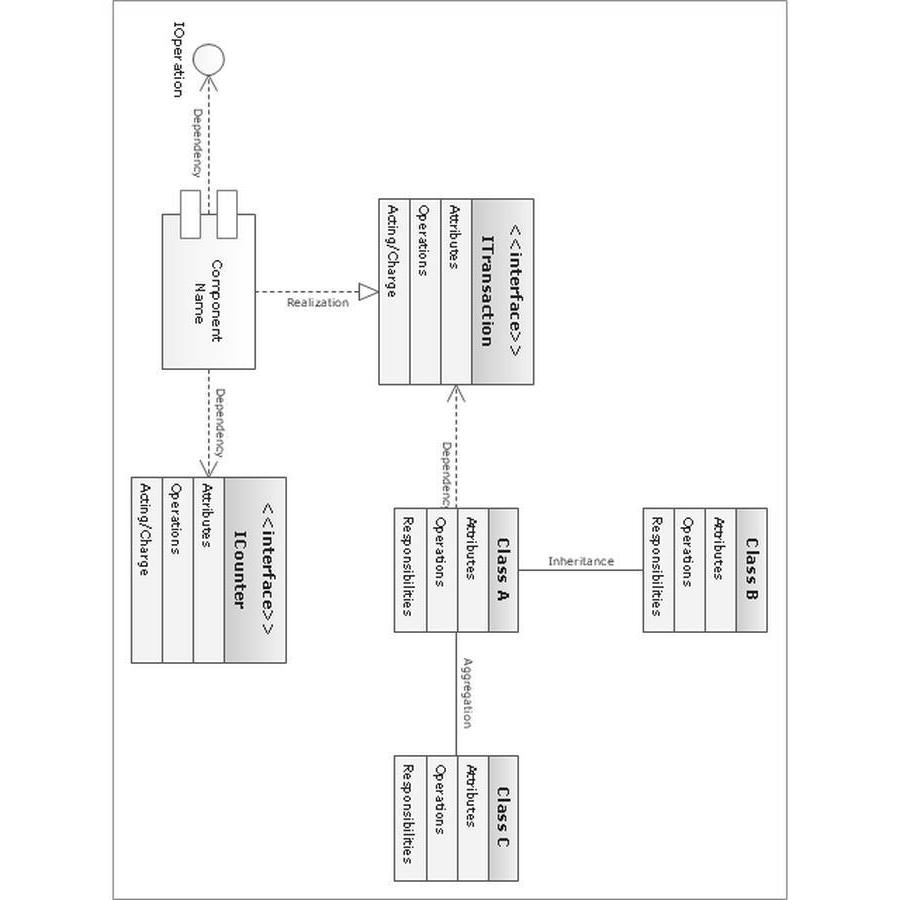 Class B
Attributes
Operations
Responsibilities
Inheritance
<<interface>>
ITransaction
Attributes
Operations
Acting/Charge
Dependency
Class A
Attributes
Operations
Responsibilities
Aggregation
Class C
Attributes
Operations
Responsibilities
Realization
IOperation
Dependency
Component
Name
Dependency
<<interface>>
ICounter
Attributes
Operations
Acting/Charge